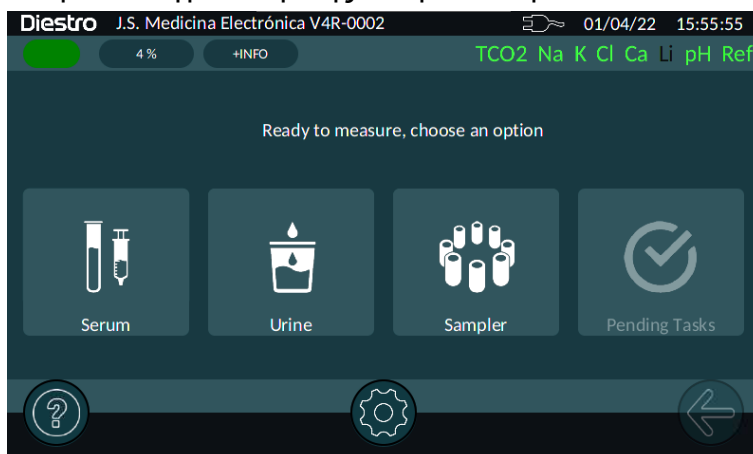 Diestro J.S. Medicina Electrónica V4R-0002 01/04/22 15:55:55
4 % +INFO TCO2 Na K Cl Ca Li pH Ref
Ready to measure, choose an option
Serum Urine Sampler Pending Tasks
?